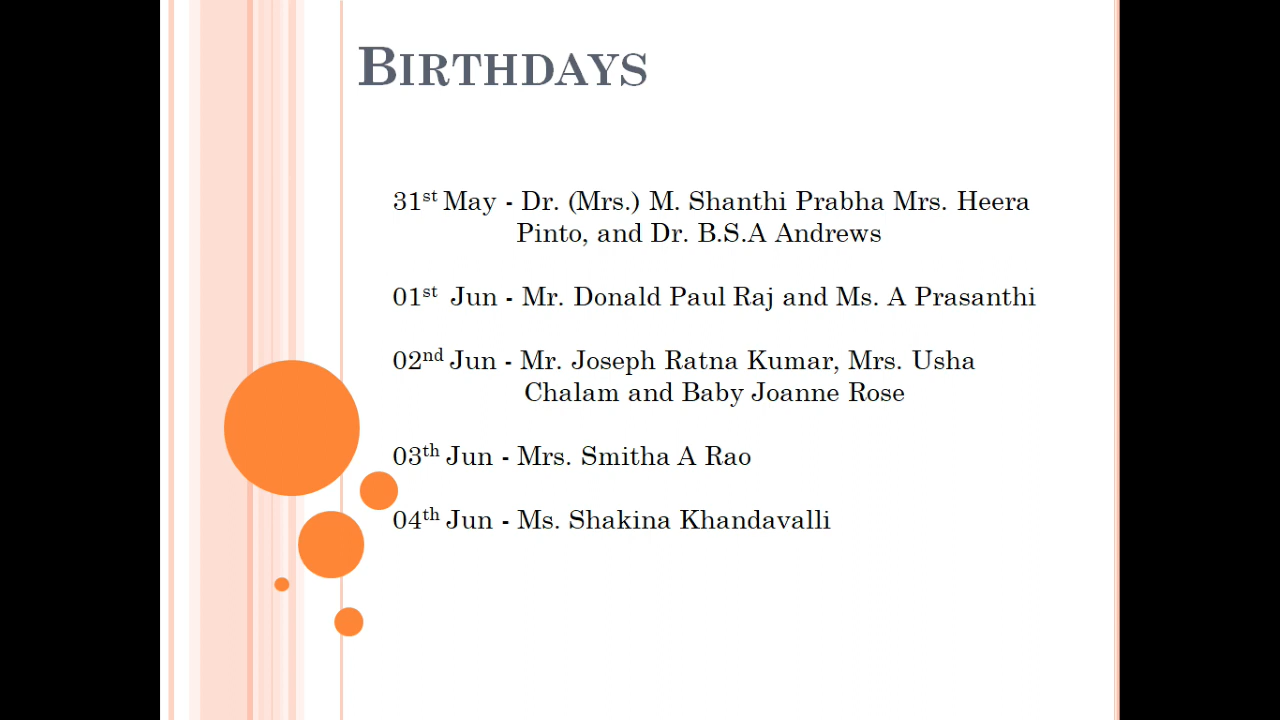 BIRTHDAYS
31st May - Dr. (Mrs.) M. Shanthi Prabha Mrs. Heera
Pinto, and Dr. B.S.A Andrews
01st Jun - Mr. Donald Paul Raj and Ms. A Prasanthi
02nd Jun - Mr. Joseph Ratna Kumar, Mrs. Usha
Chalam and Baby Joanne Rose
03th Jun - Mrs. Smitha A Rao
04th Jun - Ms. Shakina Khandavalli